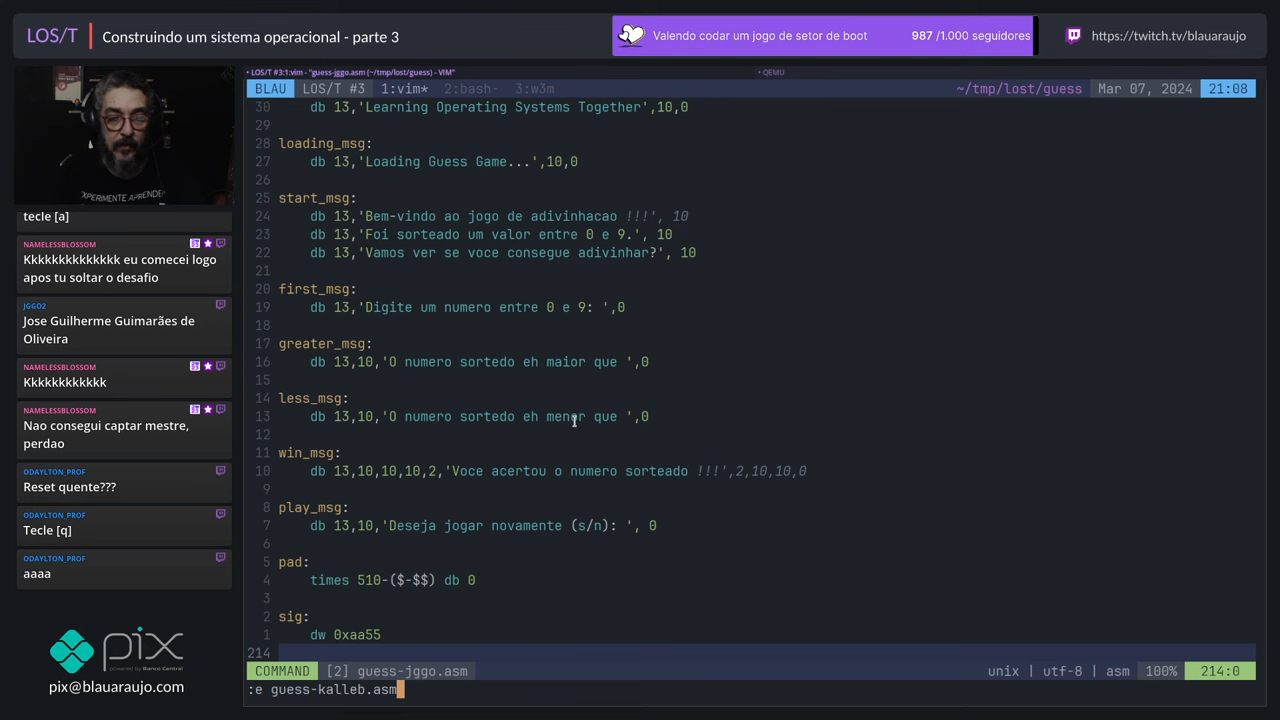 LOS/T
Construindo um sistema operacional - parte 3
Valendo codar um jogo de setor de boot 987 /1.000 seguidores
https://twitch.tv/blauaraujo
• LOS/T #3:1:vim - "guess-jggo.asm (~/tmp/lost/guess) - VIM"
• QEMU
BLAU LOS/T #3 1:vim* 2:bash- 3:w3m ~/tmp/lost/guess Mar 07, 2024 21:08
EXPERIMENTE APRENDER
tecle [a]
NAMELESSBLOSSOM
Kkkkkkkkkkkkk eu comecei logo
apos tu soltar o desafio
JGGO2
Jose Guilherme Guimarães de
Oliveira
NAMELESSBLOSSOM
Kkkkkkkkkkk
NAMELESSBLOSSOM
Nao consegui captar mestre,
perdao
ODAYLTON_PROF
Reset quente???
ODAYLTON_PROF
Tecle [q]
ODAYLTON_PROF
aaaa
pix
powered by Banco Central
pix@blauaraujo.com
30 db 13,'Learning Operating Systems Together',10,0
29
28 loading_msg:
27 db 13,'Loading Guess Game...',10,0
26
25 start_msg:
24 db 13,'Bem-vindo ao jogo de adivinhacao !!!', 10
23 db 13,'Foi sorteado um valor entre 0 e 9.', 10
22 db 13,'Vamos ver se voce consegue adivinhar?', 10
21
20 first_msg:
19 db 13,'Digite um numero entre 0 e 9: ',0
18
17 greater_msg:
16 db 13,10,'O numero sortedo eh maior que ',0
15
14 less_msg:
13 db 13,10,'O numero sortedo eh menor que ',0
12
11 win_msg:
10 db 13,10,10,10,2,'Voce acertou o numero sorteado !!!',2,10,10,0
9
8 play_msg:
7 db 13,10,'Deseja jogar novamente (s/n): ', 0
6
5 pad:
4 times 510-($-$$) db 0
3
2 sig:
1 dw 0xaa55
214
COMMAND [2] guess-jggo.asm unix | utf-8 | asm 100% 214:0
:e guess-kalleb.asm